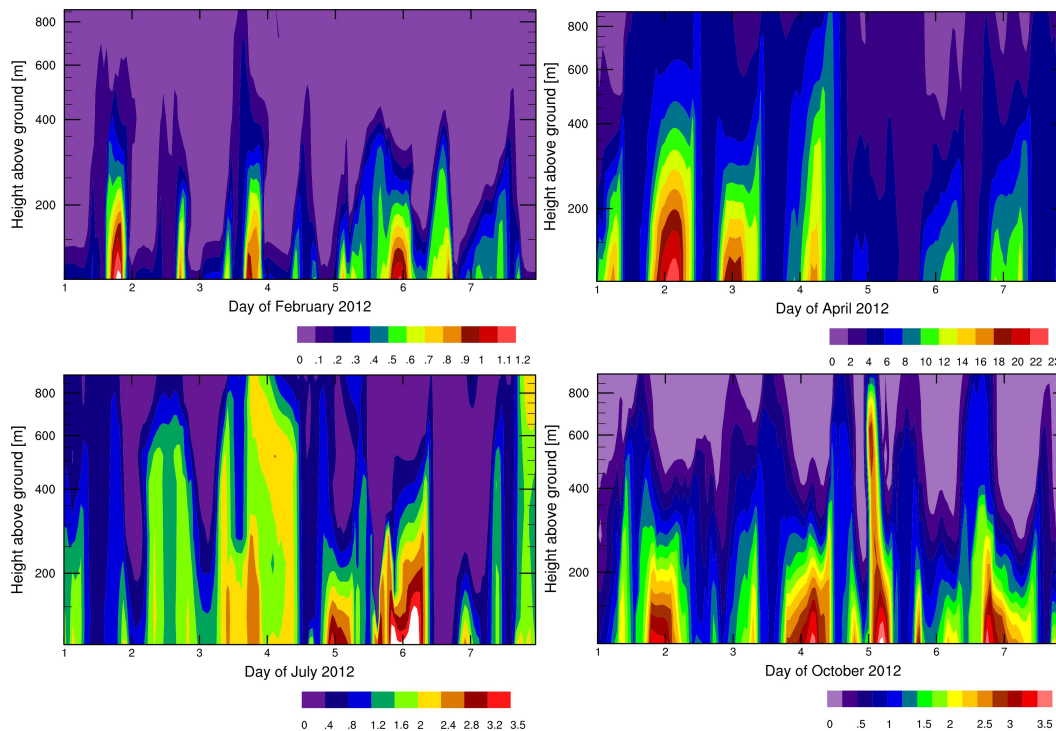 Height above ground [m]
800
600
400
200
1 2 3 4 5 6 7
Day of February 2012
0 .1 .2 .3 .4 .5 .6 .7 .8 .9 1 1.1 1.2
Height above ground [m]
800
600
400
200
1 2 3 4 5 6 7
Day of April 2012
0 2 4 6 8 10 12 14 16 18 20 22 23
Height above ground [m]
800
600
400
200
1 2 3 4 5 6 7
Day of July 2012
0 .4 .8 1.2 1.6 2 2.4 2.8 3.2 3.5
Height above ground [m]
800
600
400
200
1 2 3 4 5 6 7
Day of October 2012
0 .5 1 1.5 2 2.5 3 3.5